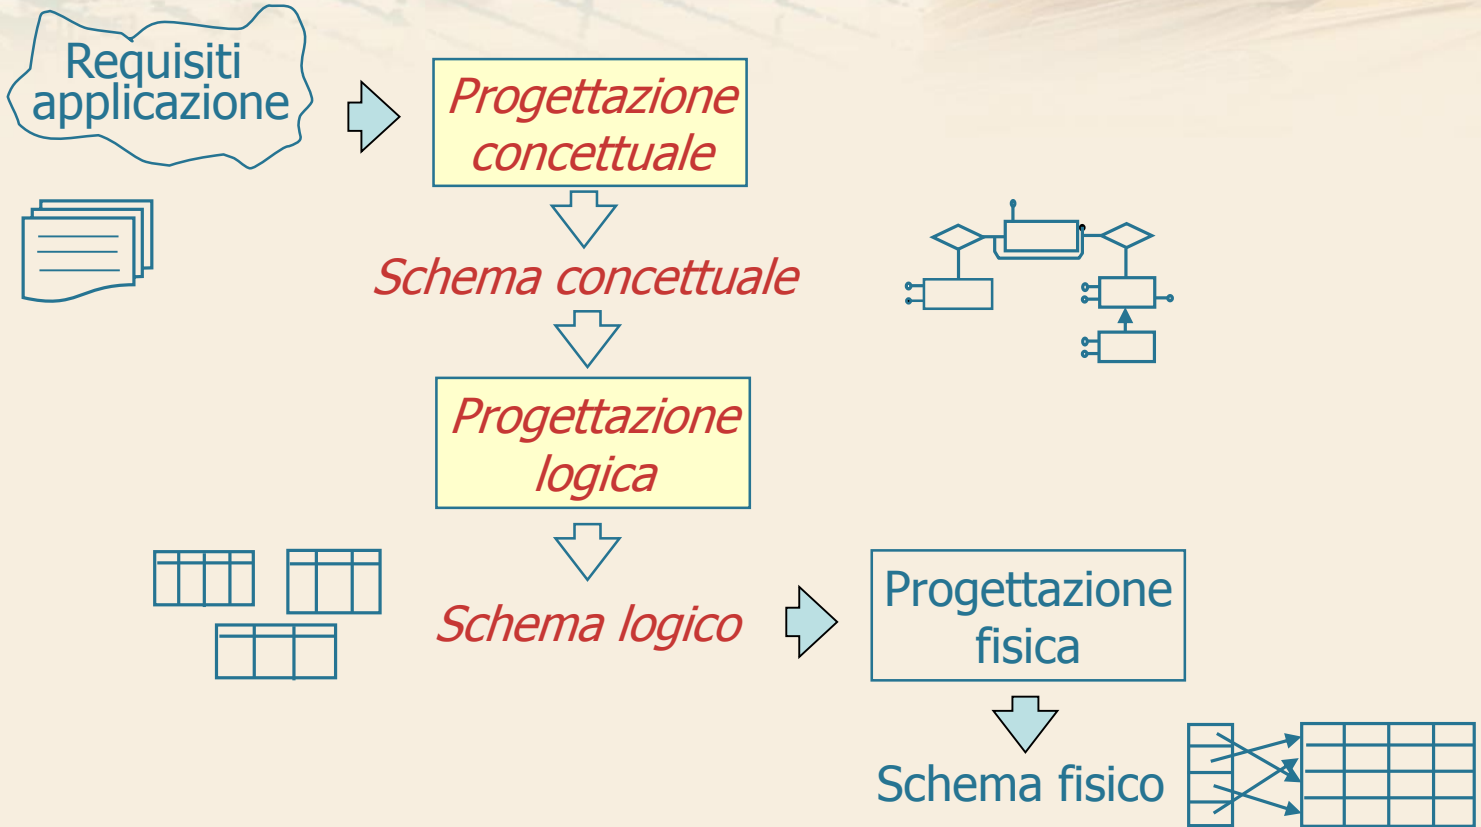 Requisiti
applicazione
Progettazione
concettuale
Schema concettuale
Progettazione
logica
Schema logico
Progettazione
fisica
Schema fisico